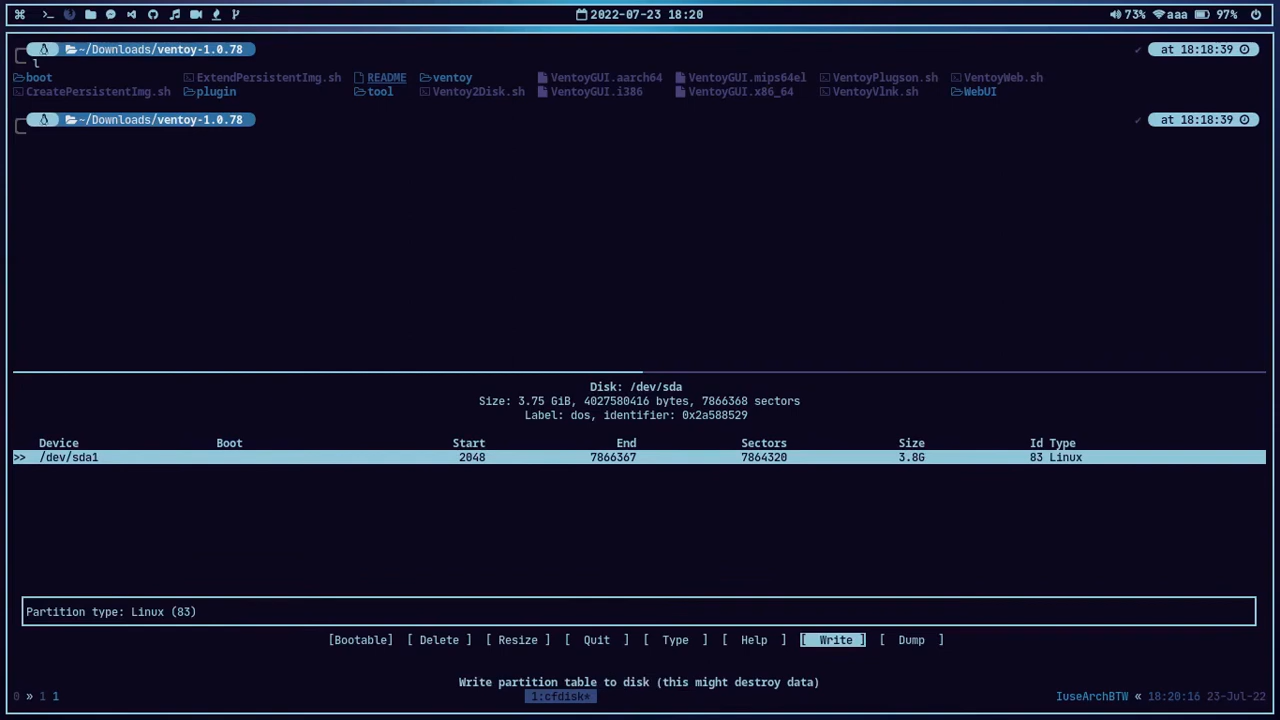 2022-07-23 18:20 73% aaa 97%
~/Downloads/ventoy-1.0.78 ✓ at 18:18:39
l
boot ExtendPersistentImg.sh README ventoy VentoyGUI.aarch64 VentoyGUI.mips64el VentoyPlugson.sh VentoyWeb.sh
CreatePersistentImg.sh plugin tool Ventoy2Disk.sh VentoyGUI.i386 VentoyGUI.x86_64 VentoyVlnk.sh WebUI
~/Downloads/ventoy-1.0.78 ✓ at 18:18:39
Disk: /dev/sda
Size: 3.75 GiB, 4027580416 bytes, 7866368 sectors
Label: dos, identifier: 0x2a588529
Device Boot Start End Sectors Size Id Type
>> /dev/sda1 2048 7866367 7864320 3.8G 83 Linux
Partition type: Linux (83)
[Bootable] [ Delete ] [ Resize ] [ Quit ] [ Type ] [ Help ] [ Write ] [ Dump ]
Write partition table to disk (this might destroy data)
0 » 1 1 1:cfdisk* IuseArchBTW « 18:20:16 23-Jul-22